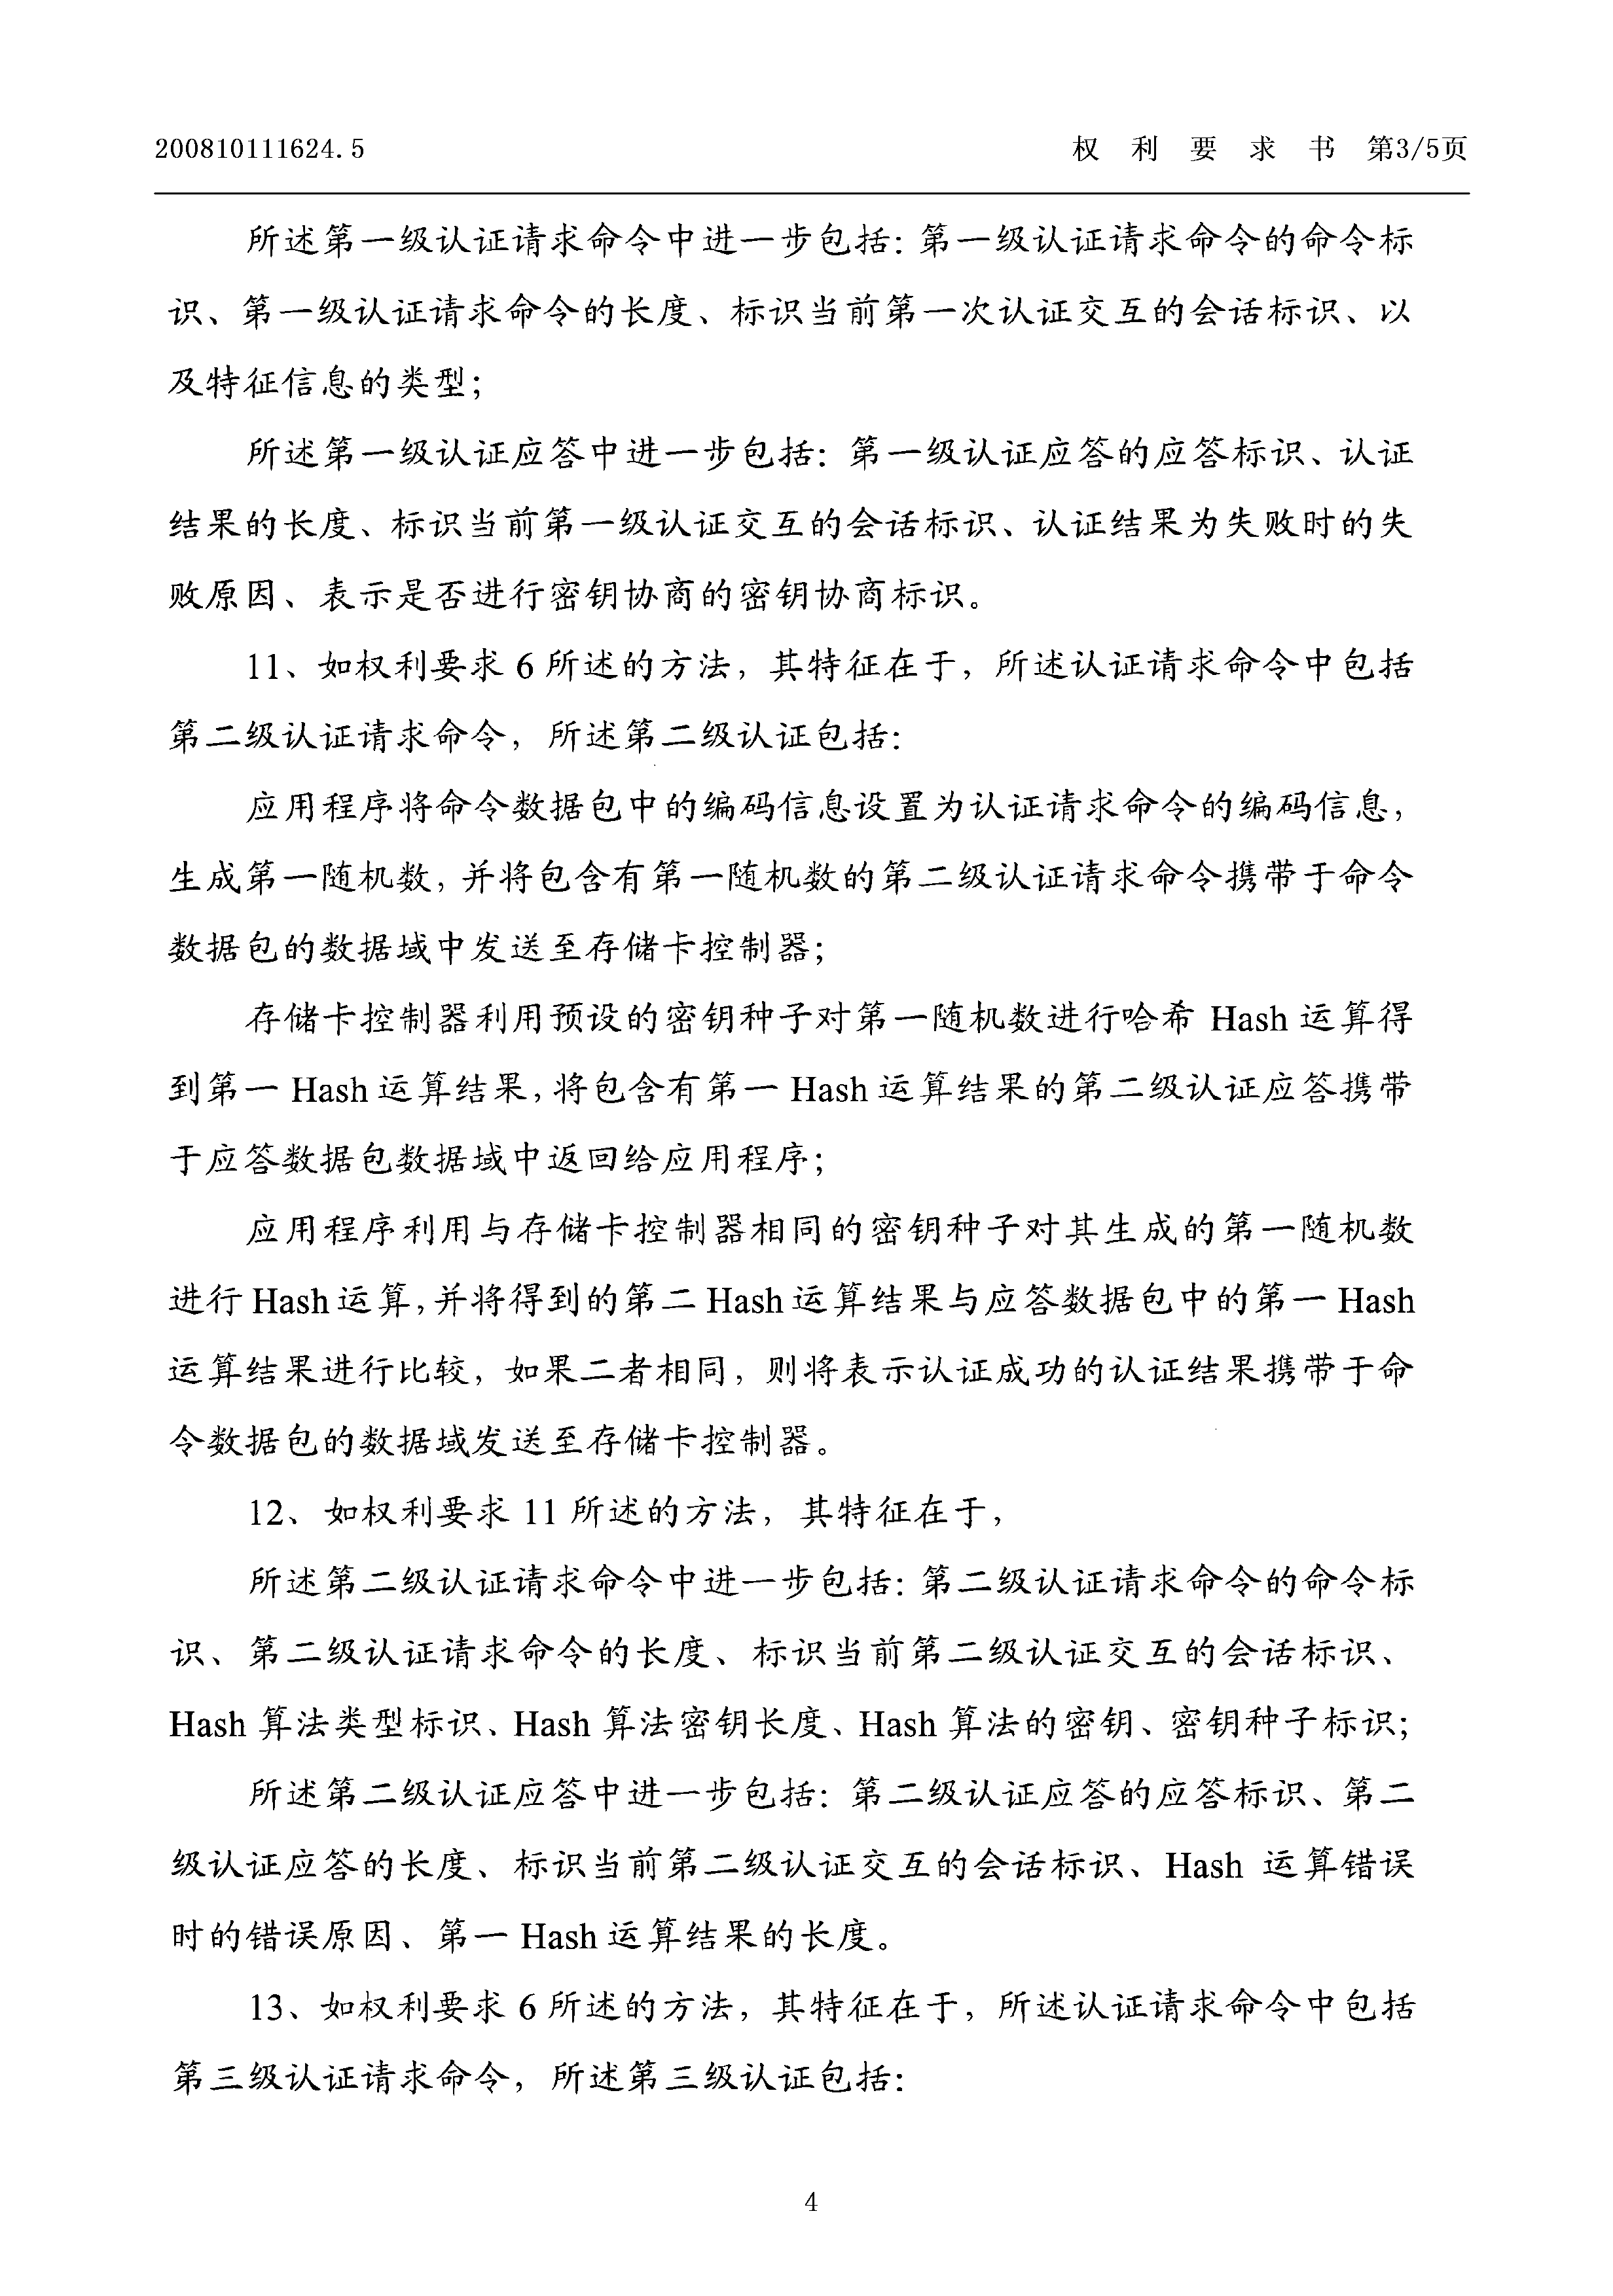 200810111624.5
权 利 要 求 书 第3/5页
所述第一级认证请求命令中进一步包括：第一级认证请求命令的命令标
识、第一级认证请求命令的长度、标识当前第一次认证交互的会话标识、以
及特征信息的类型；
所述第一级认证应答中进一步包括：第一级认证应答的应答标识、认证
结果的长度、标识当前第一级认证交互的会话标识、认证结果为失败时的失
败原因、表示是否进行密钥协商的密钥协商标识。
11、如权利要求 6 所述的方法，其特征在于，所述认证请求命令中包括
第二级认证请求命令，所述第二级认证包括：
应用程序将命令数据包中的编码信息设置为认证请求命令的编码信息，
生成第一随机数，并将包含有第一随机数的第二级认证请求命令携带于命令
数据包的数据域中发送至存储卡控制器；
存储卡控制器利用预设的密钥种子对第一随机数进行哈希 Hash 运算得
到第一 Hash 运算结果，将包含有第一 Hash 运算结果的第二级认证应答携带
于应答数据包数据域中返回给应用程序；
应用程序利用与存储卡控制器相同的密钥种子对其生成的第一随机数
进行 Hash 运算，并将得到的第二 Hash 运算结果与应答数据包中的第一 Hash
运算结果进行比较，如果二者相同，则将表示认证成功的认证结果携带于命
令数据包的数据域发送至存储卡控制器。
12、如权利要求 11 所述的方法，其特征在于，
所述第二级认证请求命令中进一步包括：第二级认证请求命令的命令标
识、第二级认证请求命令的长度、标识当前第二级认证交互的会话标识、
Hash 算法类型标识、Hash 算法密钥长度、Hash 算法的密钥、密钥种子标识；
所述第二级认证应答中进一步包括：第二级认证应答的应答标识、第二
级认证应答的长度、标识当前第二级认证交互的会话标识、Hash 运算错误
时的错误原因、第一 Hash 运算结果的长度。
13、如权利要求 6 所述的方法，其特征在于，所述认证请求命令中包括
第三级认证请求命令，所述第三级认证包括：
4